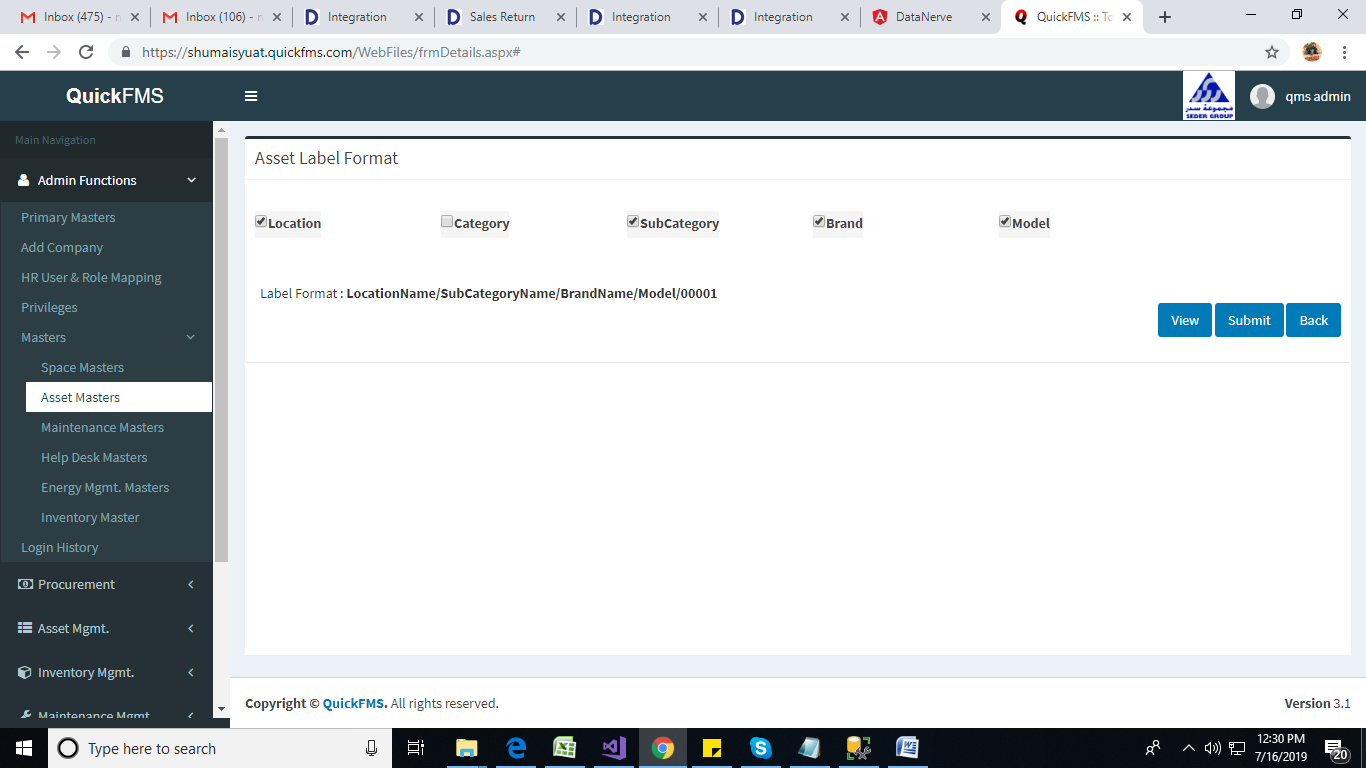 Inbox (475) - n
Inbox (106) - n
Integration
Sales Return
Integration
Integration
DataNerve
QuickFMS :: To
https://shumaisyuat.quickfms.com/WebFiles/frmDetails.aspx#
QuickFMS
مجموعة سدر
SEDER GROUP
qms admin
Main Navigation
Admin Functions
Primary Masters
Add Company
HR User & Role Mapping
Privileges
Masters
Space Masters
Asset Masters
Maintenance Masters
Help Desk Masters
Energy Mgmt. Masters
Inventory Master
Login History
Procurement
Asset Mgmt.
Inventory Mgmt.
Maintenance Mgmt.
Asset Label Format
Location Category SubCategory Brand Model
Label Format : LocationName/SubCategoryName/BrandName/Model/00001
View Submit Back
Copyright © QuickFMS. All rights reserved.
Version 3.1
Type here to search
12:30 PM
7/16/2019
20